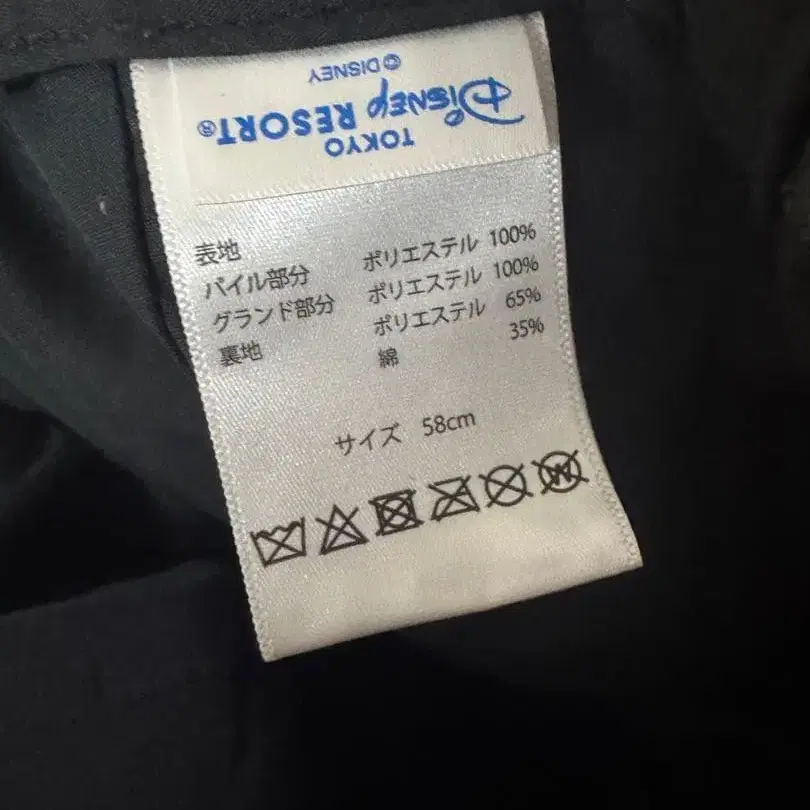 © DISNEY
TOKYO
Disney RESORT®
表地
パイル部分 ポリエステル 100%
グランド部分 ポリエステル 100%
裏地 ポリエステル 65%
綿 35%
サイズ 58cm
W